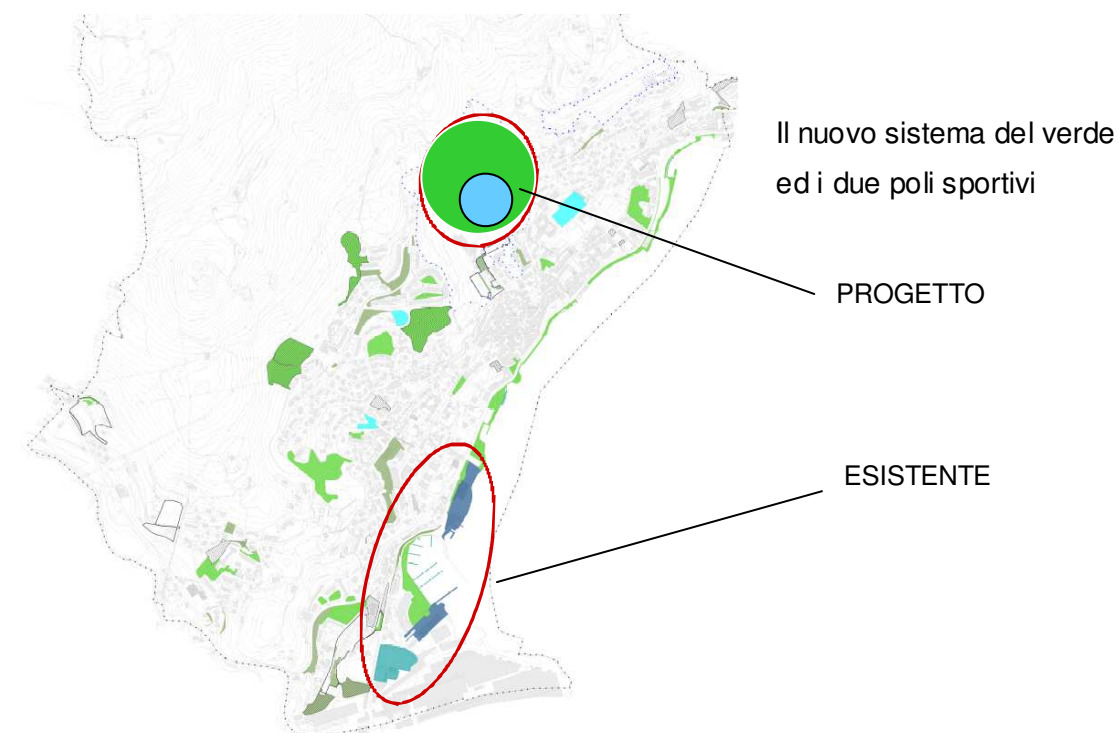 Il nuovo sistema del verde
ed i due poli sportivi
PROGETTO
ESISTENTE